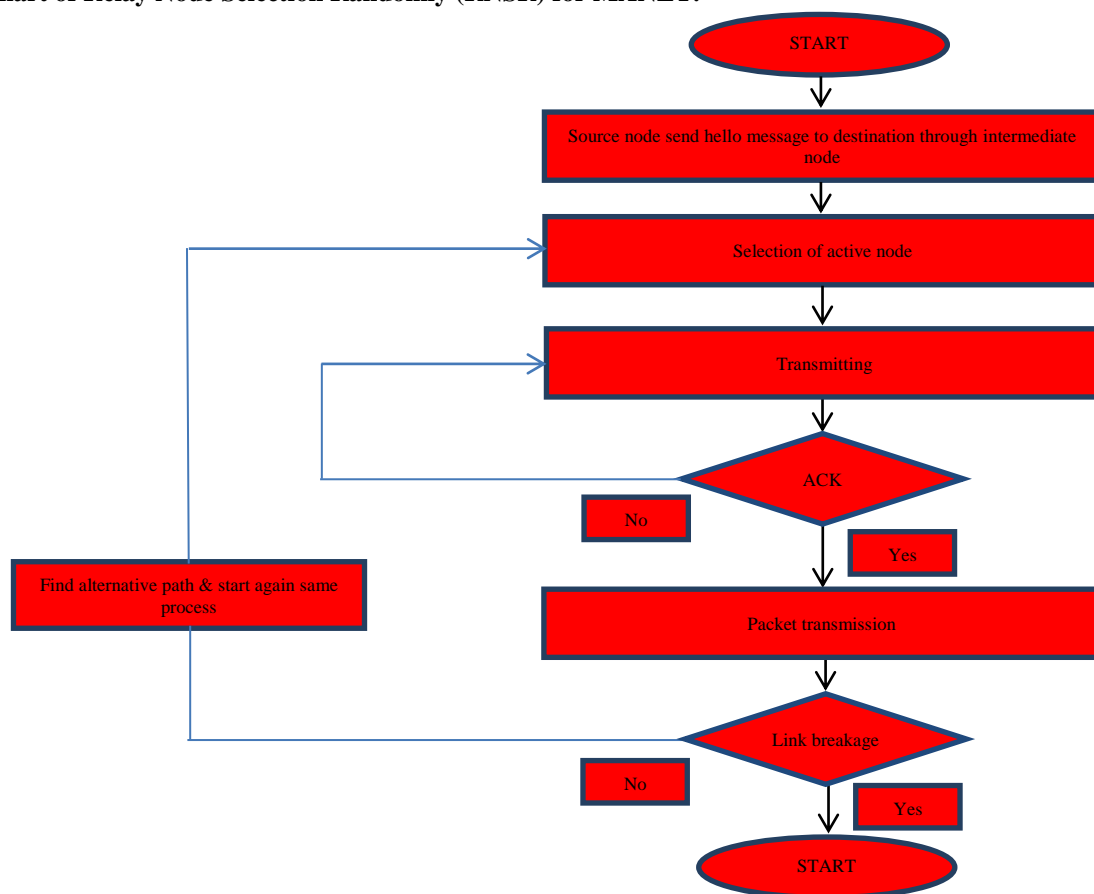 START
Source node send hello message to destination through intermediate
node
Selection of active node
Transmitting
ACK
No
Yes
Find alternative path & start again same
process
Packet transmission
Link breakage
No
Yes
START